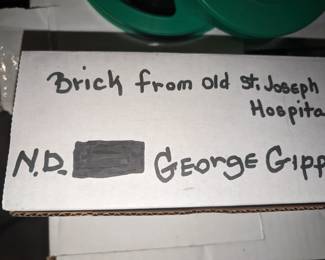 Brick from old St. Joseph
Hospita
N.D. George Gipp